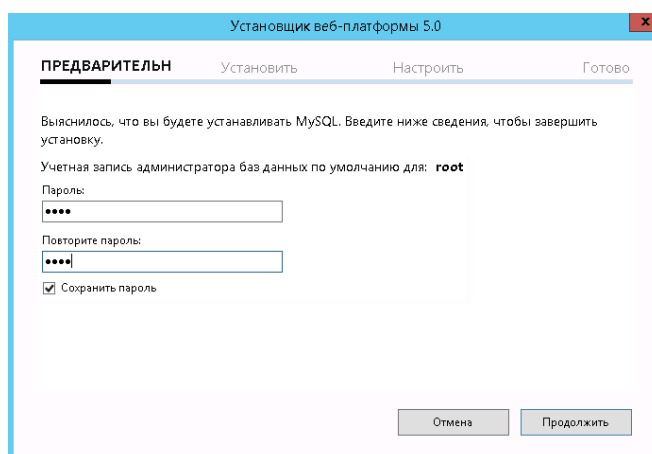 Установщик веб-платформы 5.0
x
ПРЕДВАРИТЕЛЬН Установить Настроить Готово
Выяснилось, что вы будете устанавливать MySQL. Введите ниже сведения, чтобы завершить
установку.
Учетная запись администратора баз данных по умолчанию для: root
Пароль:
••••
Повторите пароль:
••••
Сохранить пароль
Отмена Продолжить